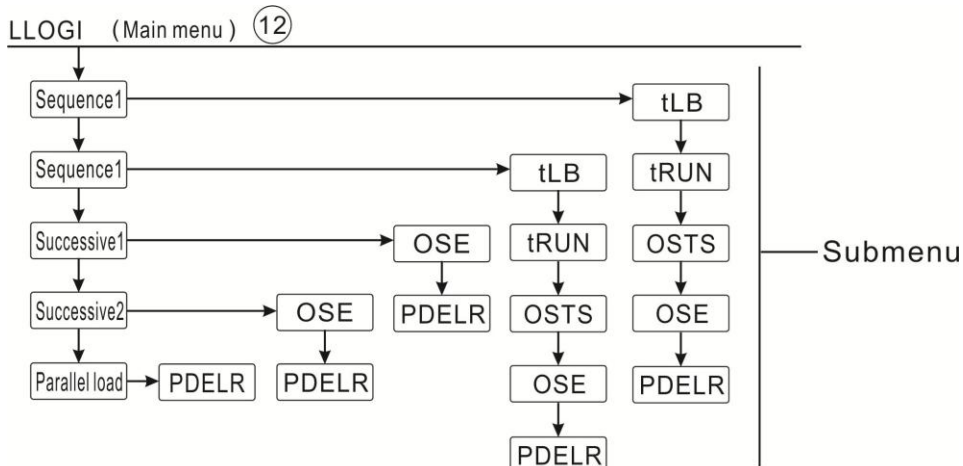 LLOGI (Main menu) 12
Sequence1 tLB
Sequence1 tLB tRUN
Successive1 OSE tRUN OSTS
Submenu
Successive2 OSE PDELR OSTS OSE
Parallel load PDELR PDELR OSE PDELR
PDELR